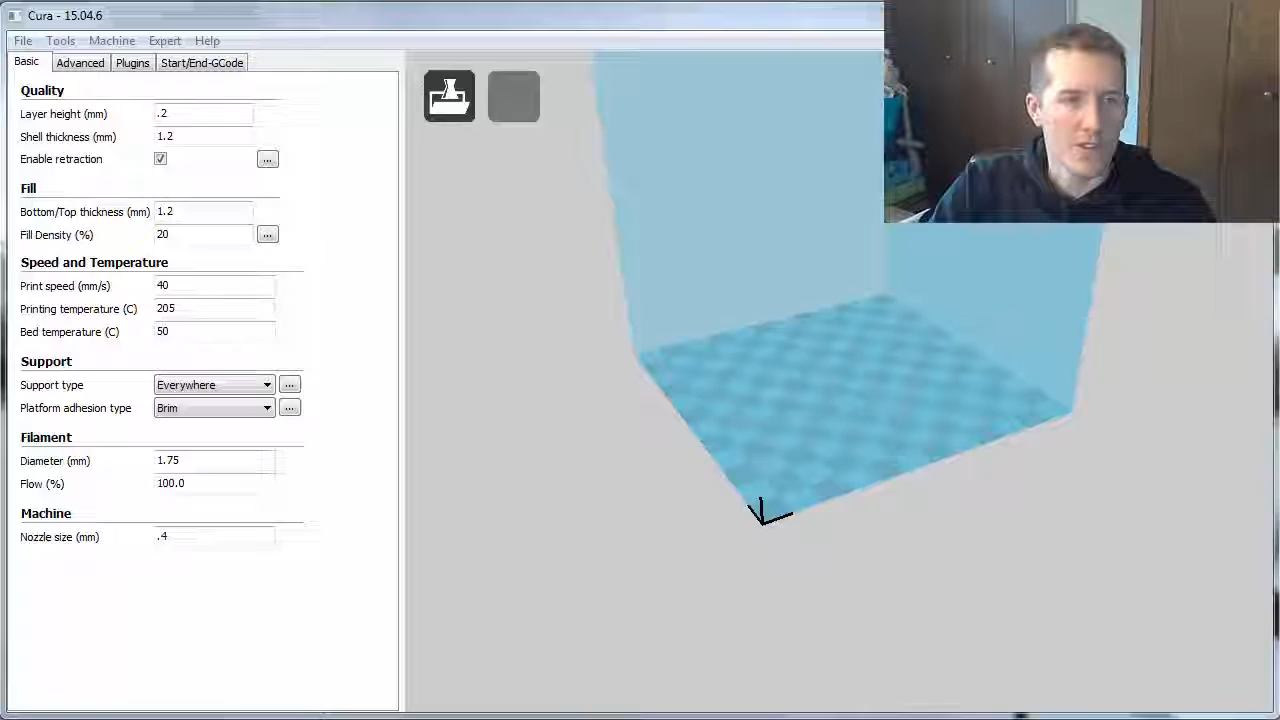 Cura - 15.04.6
File Tools Machine Expert Help
Basic Advanced Plugins Start/End-GCode
Quality
Layer height (mm) .2
Shell thickness (mm) 1.2
Enable retraction ...
Fill
Bottom/Top thickness (mm) 1.2
Fill Density (%) 20 ...
Speed and Temperature
Print speed (mm/s) 40
Printing temperature (C) 205
Bed temperature (C) 50
Support
Support type Everywhere ...
Platform adhesion type Brim ...
Filament
Diameter (mm) 1.75
Flow (%) 100.0
Machine
Nozzle size (mm) .4